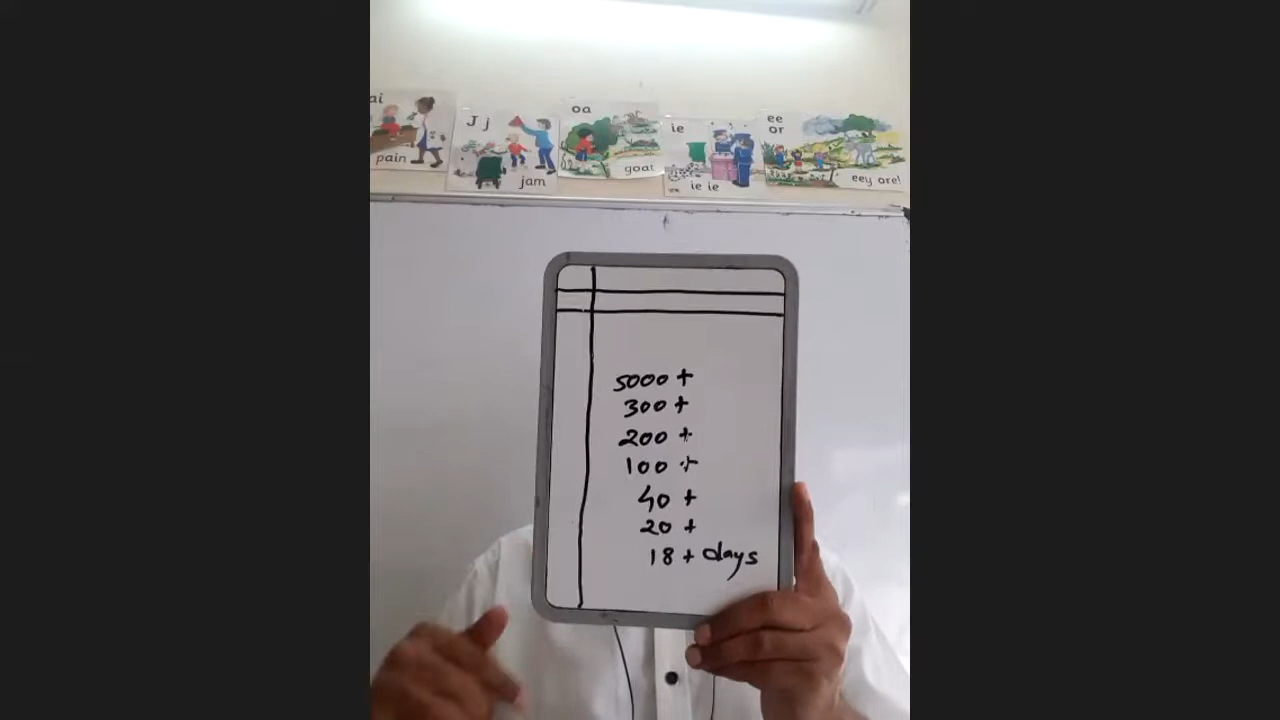 ai
pain
J j
jam
oa
goat
ie
ie ie
ee
or
eey ore!
5000 +
300 +
200 +
100 +
40 +
20 +
18 + days